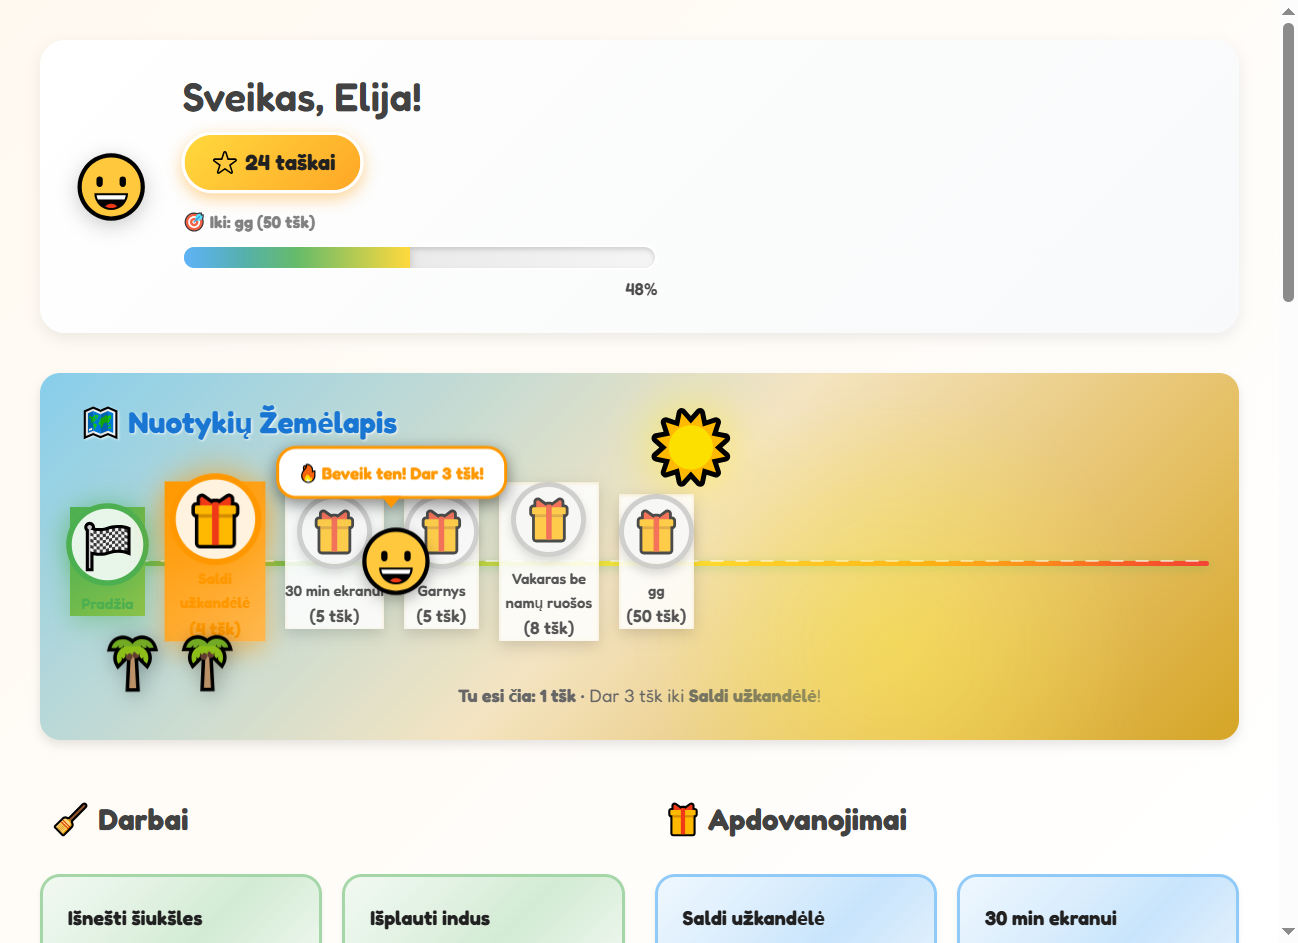 Sveikas, Elija!
24 taškai
Iki: gg (50 tšk)
48%
Nuotykių Žemėlapis
Beveik ten! Dar 3 tšk!
Pradžia
Saldi
užkandėlė
(4 tšk)
30 min ekranui
(5 tšk)
Garnys
(5 tšk)
Vakaras be
namų ruošos
(8 tšk)
gg
(50 tšk)
Tu esi čia: 1 tšk · Dar 3 tšk iki Saldi užkandėlė!
Darbai
Apdovanojimai
Išnešti šiukšles
Išplauti indus
Saldi užkandėlė
30 min ekranui